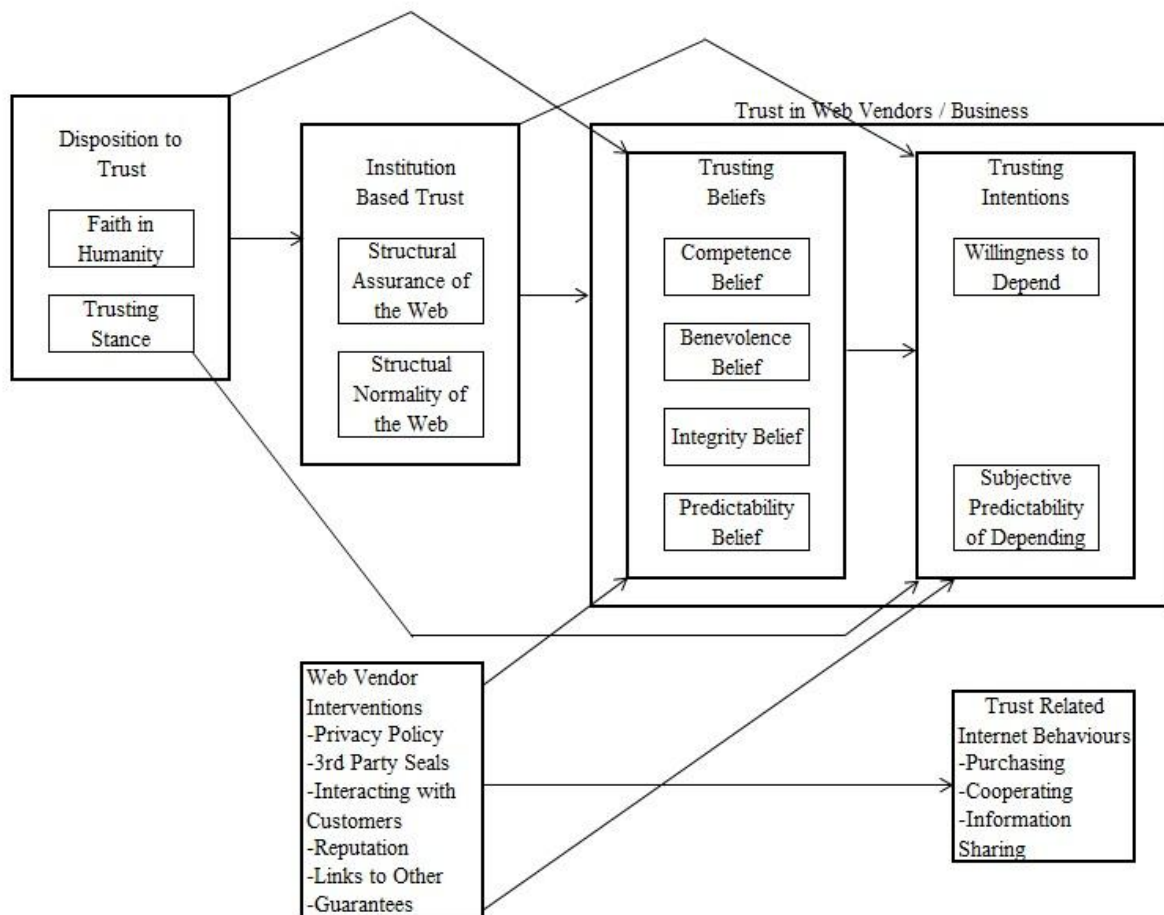 Disposition to
Trust
Faith in
Humanity
Trusting
Stance
Institution
Based Trust
Structural
Assurance of
the Web
Structual
Normality of
the Web
Trust in Web Vendors / Business
Trusting
Beliefs
Competence
Belief
Benevolence
Belief
Integrity Belief
Predictability
Belief
Trusting
Intentions
Willingness to
Depend
Subjective
Predictability
of Depending
Web Vendor
Interventions
-Privacy Policy
-3rd Party Seals
-Interacting with
Customers
-Reputation
-Links to Other
-Guarantees
Trust Related
Internet Behaviours
-Purchasing
-Cooperating
-Information
Sharing